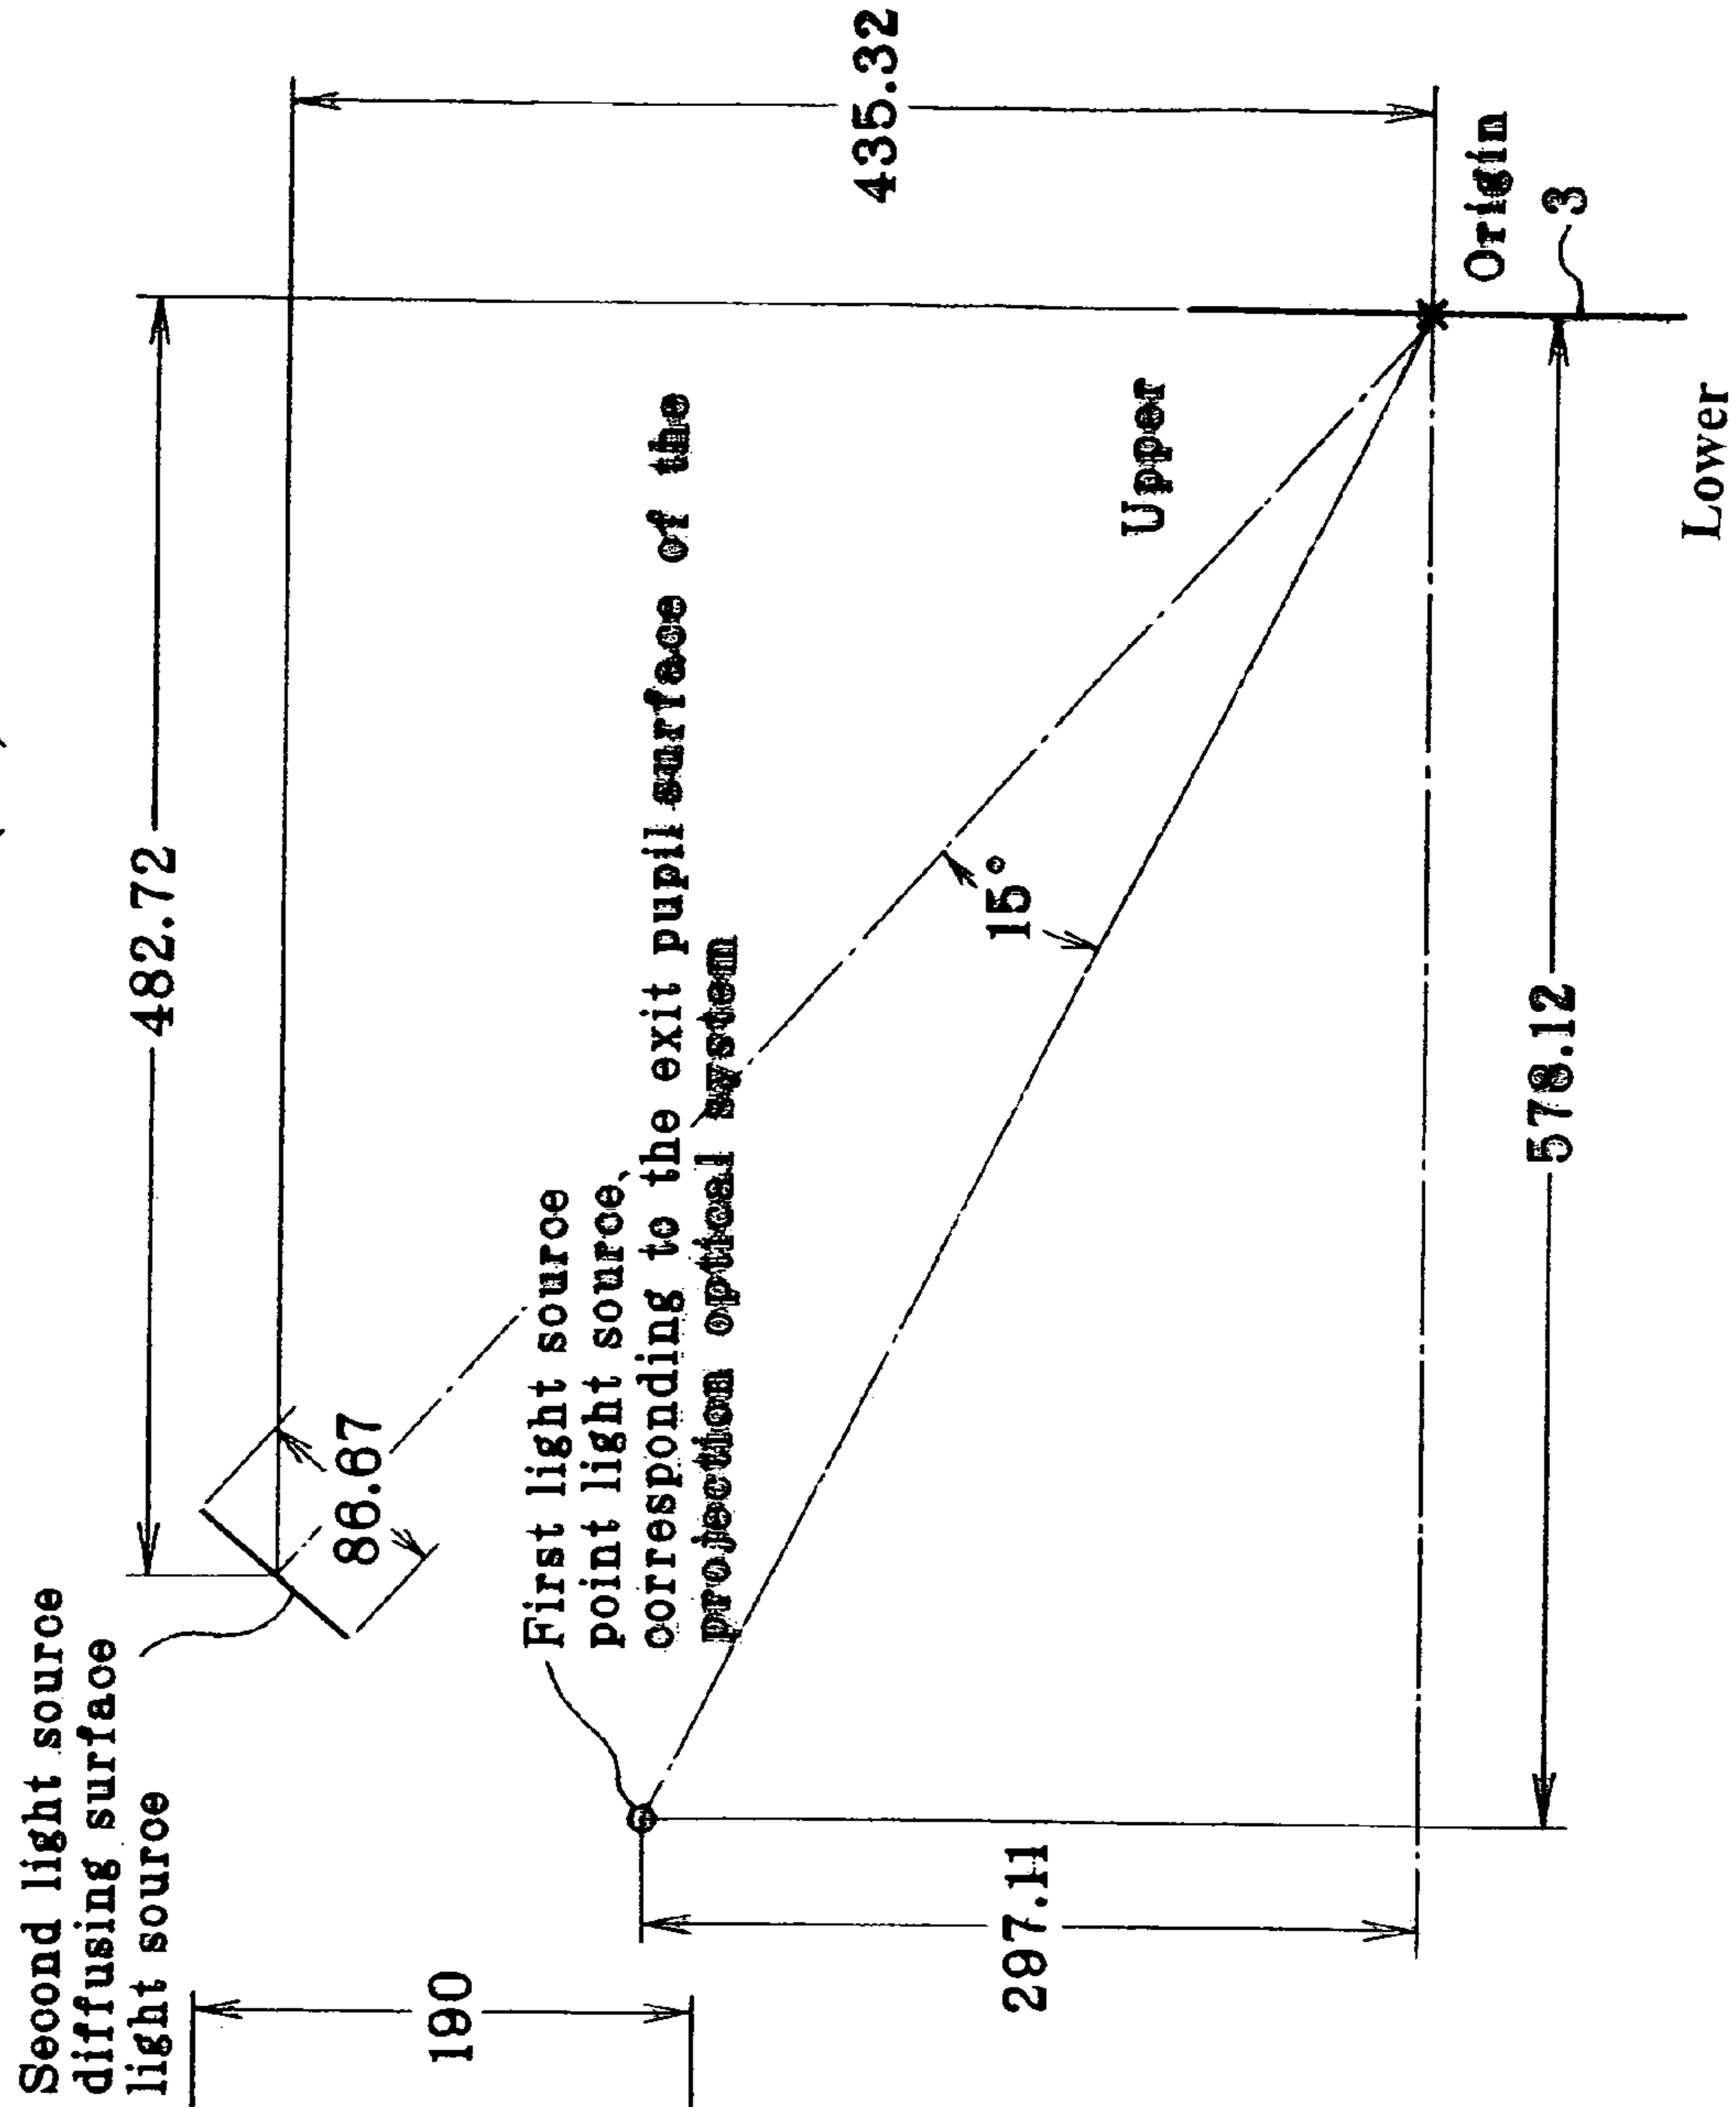 Second light source
diffusing surface
light source
190
482.72
86.67
First light source
point light source,
corresponding to the exit pupil surface of the
projection optical system
297.11
15°
578.12
Upper
Lower
435.32
Origin
3